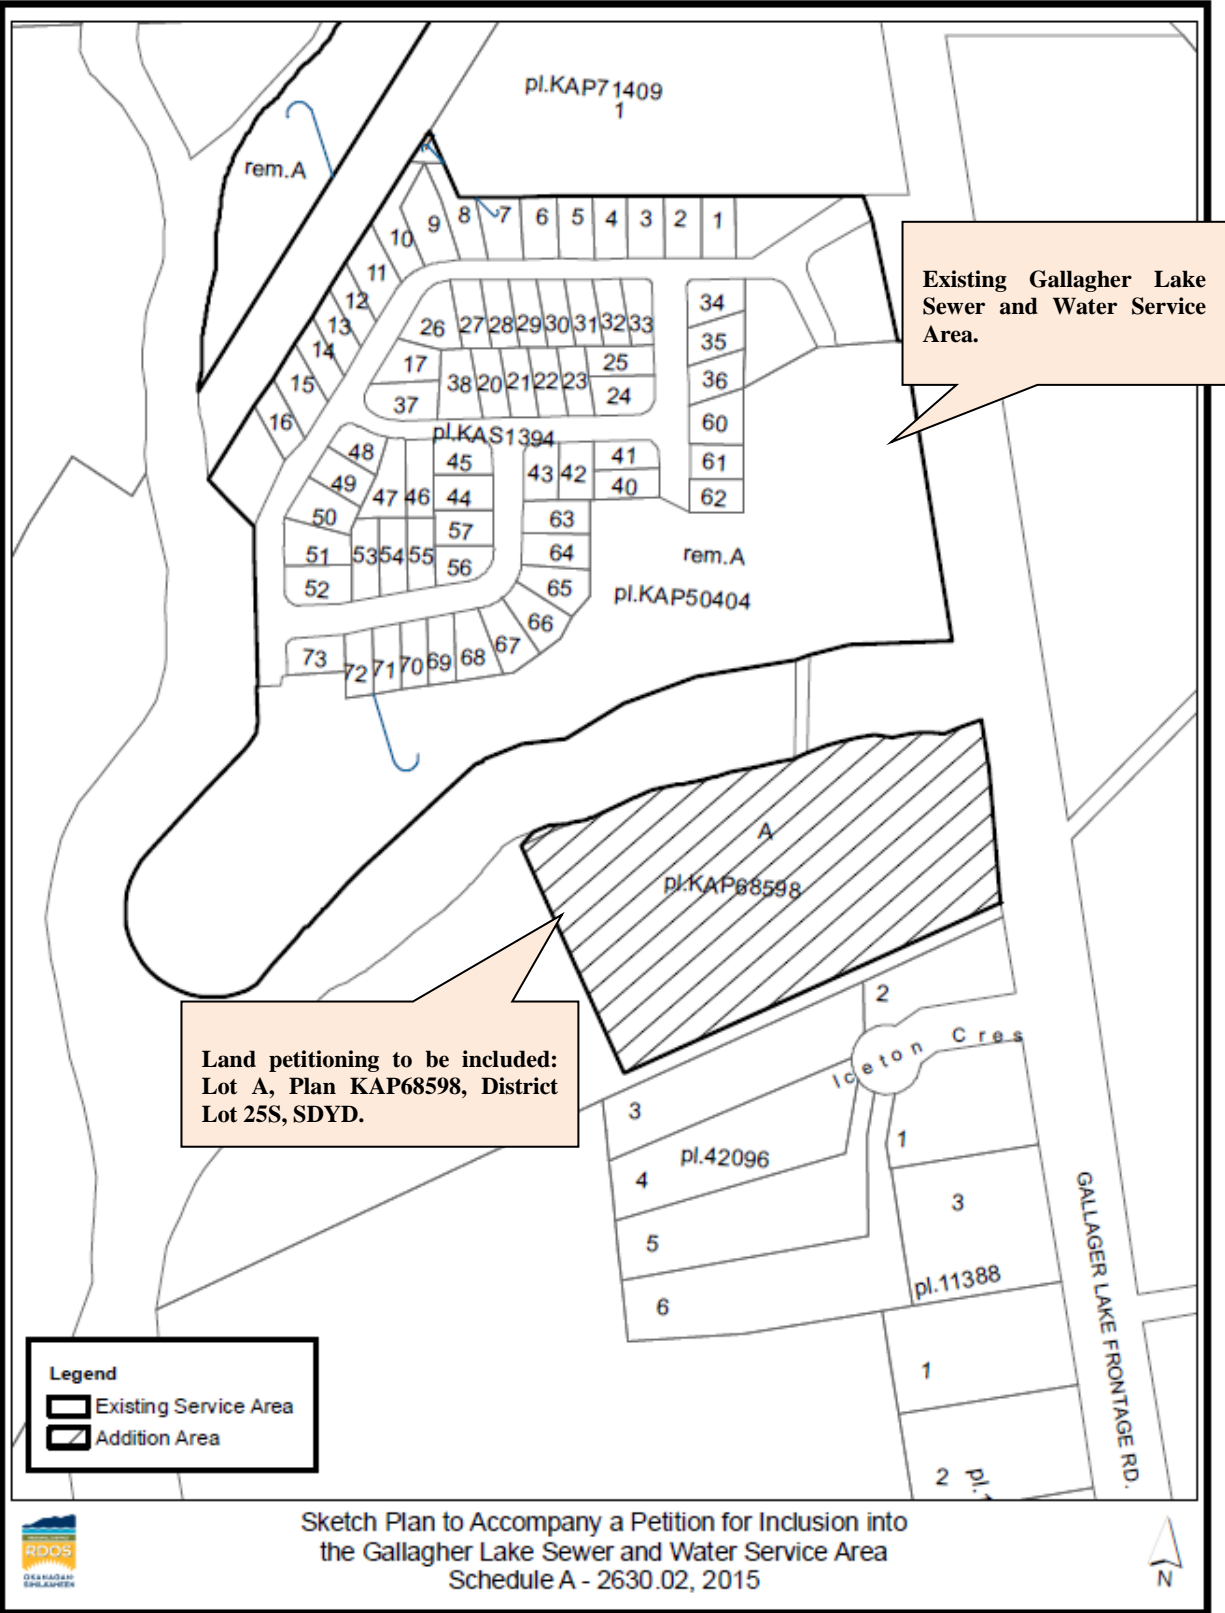 pl.KAP71409
1
rem.A
10 9 8 7 6 5 4 3 2 1
11
12
13
14
15
16
26 27 28 29 30 31 32 33
34
35
36
60
61
62
17
37
38 20 21 22 23
25
24
pl.KAS1394
48
49
50
51
52
47 46
45
44
57
56
53 54 55
43 42
41
40
63
64
65
66
67
68
69
70
71
72
73
rem.A
pl.KAP50404
Existing Gallagher Lake
Sewer and Water Service
Area.
A
pl.KAP68598
Land petitioning to be included:
Lot A, Plan KAP68598, District
Lot 25S, SDYD.
2
Iceton Cres
3
4
pl.42096
5
6
1
3
pl.11388
1
2
pl.1
GALLAGER LAKE FRONTAGE RD.
Legend
Existing Service Area
Addition Area
RDOS
OKANAGAN-
SIMILKAMEEN
Sketch Plan to Accompany a Petition for Inclusion into
the Gallagher Lake Sewer and Water Service Area
Schedule A - 2630.02, 2015
N